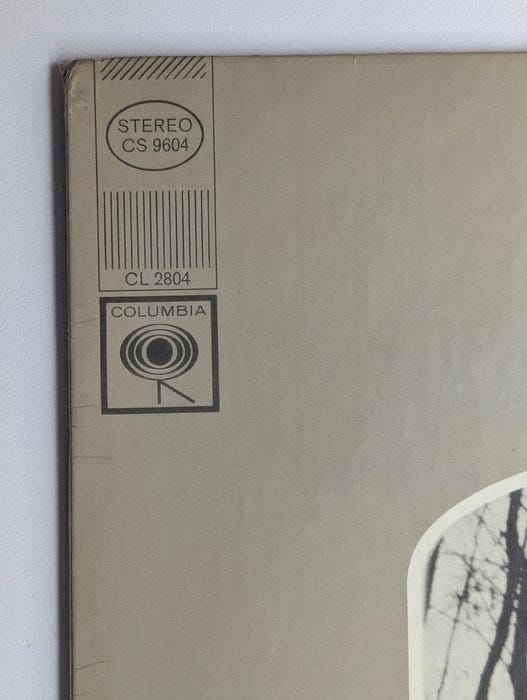 STEREO
CS 9604
CL 2804
COLUMBIA